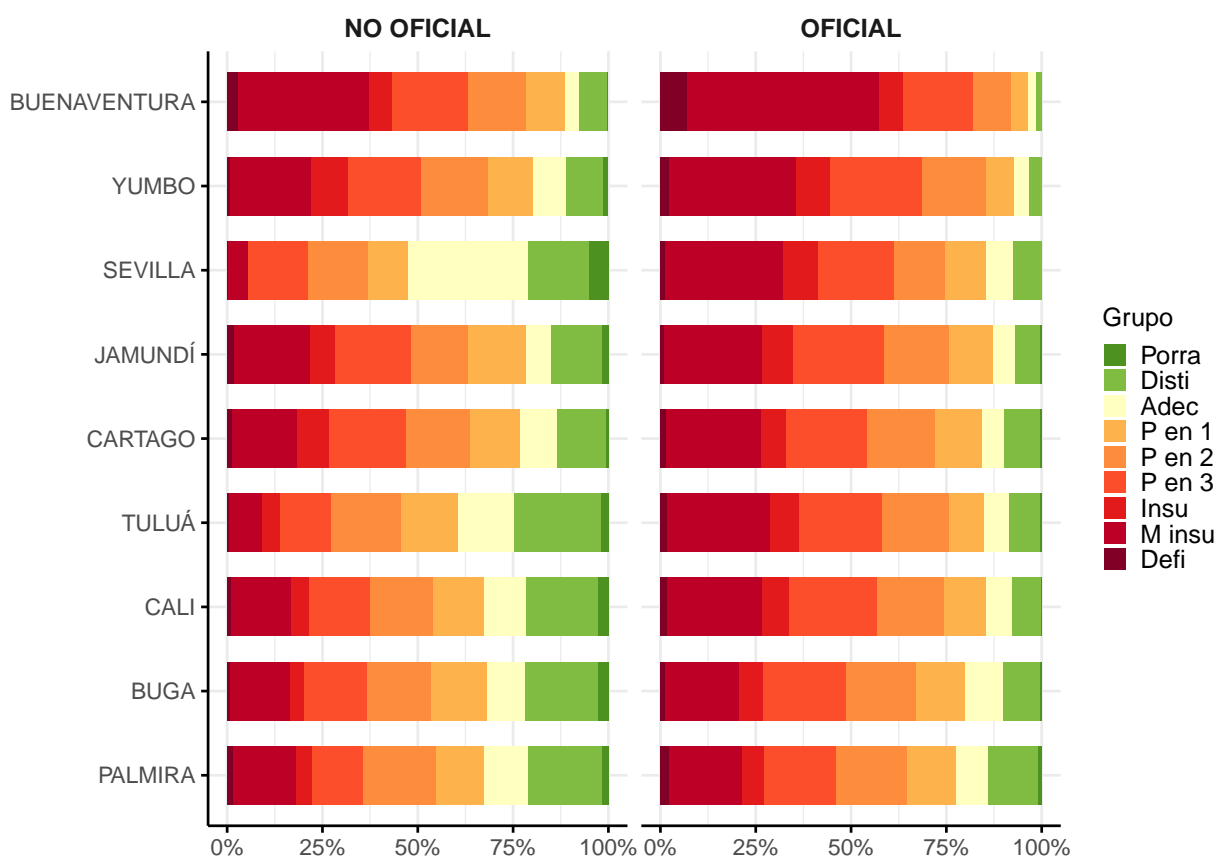 NO OFICIAL
OFICIAL
BUENAVENTURA
YUMBO
SEVILLA
JAMUNDÍ
CARTAGO
TULUÁ
CALI
BUGA
PALMIRA
0% 25% 50% 75% 100%
0% 25% 50% 75% 100%
Grupo
Porra
Disti
Adec
P en 1
P en 2
P en 3
Insu
M insu
Defi